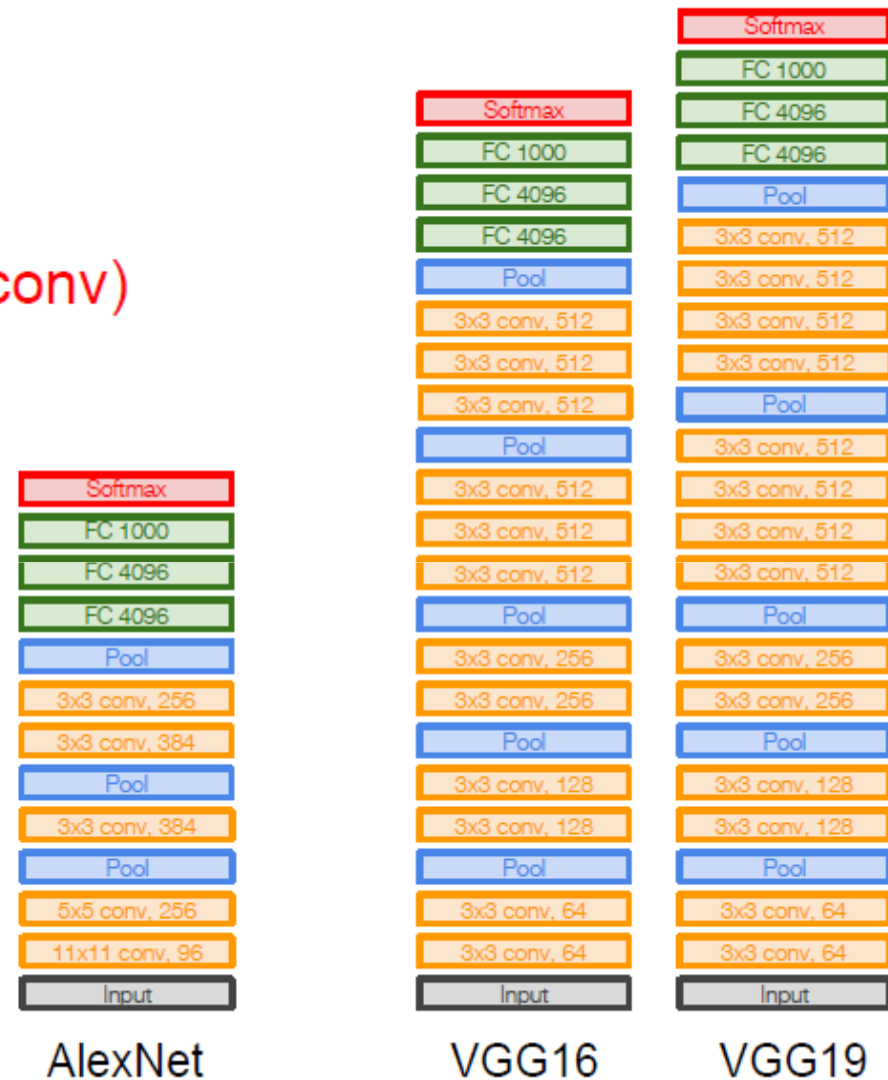 conv)
Softmax
FC 1000
FC 4096
FC 4096
Pool
3x3 conv, 256
3x3 conv, 384
Pool
3x3 conv, 384
Pool
5x5 conv, 256
11x11 conv, 96
Input
AlexNet
Softmax
FC 1000
FC 4096
FC 4096
Pool
3x3 conv, 512
3x3 conv, 512
3x3 conv, 512
Pool
3x3 conv, 512
3x3 conv, 512
3x3 conv, 512
Pool
3x3 conv, 256
3x3 conv, 256
Pool
3x3 conv, 128
3x3 conv, 128
Pool
3x3 conv, 64
3x3 conv, 64
Input
VGG16
Softmax
FC 1000
FC 4096
FC 4096
Pool
3x3 conv, 512
3x3 conv, 512
3x3 conv, 512
3x3 conv, 512
Pool
3x3 conv, 512
3x3 conv, 512
3x3 conv, 512
3x3 conv, 512
Pool
3x3 conv, 256
3x3 conv, 256
Pool
3x3 conv, 128
3x3 conv, 128
Pool
3x3 conv, 64
3x3 conv, 64
Input
VGG19